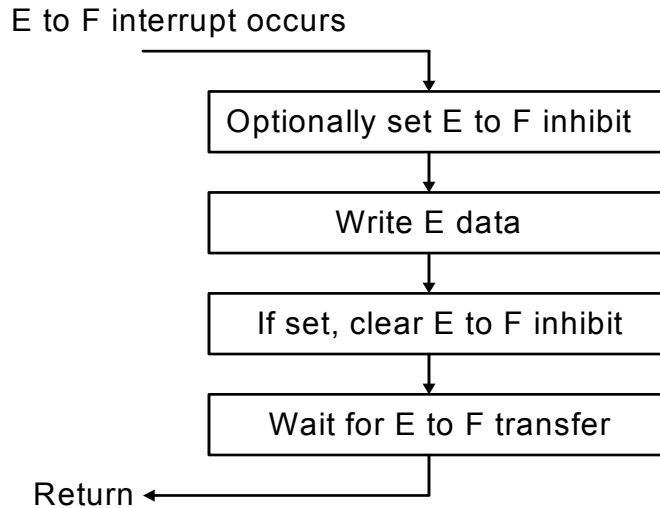 E to F interrupt occurs
Optionally set E to F inhibit
Write E data
If set, clear E to F inhibit
Wait for E to F transfer
Return